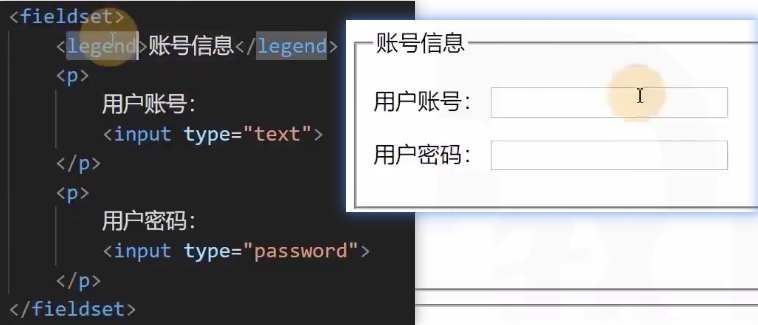 <fieldset>
<legend>账号信息</legend>
<p>
用户账号：
<input type="text">
</p>
<p>
用户密码：
<input type="password">
</p>
</fieldset>
账号信息
用户账号：
用户密码：